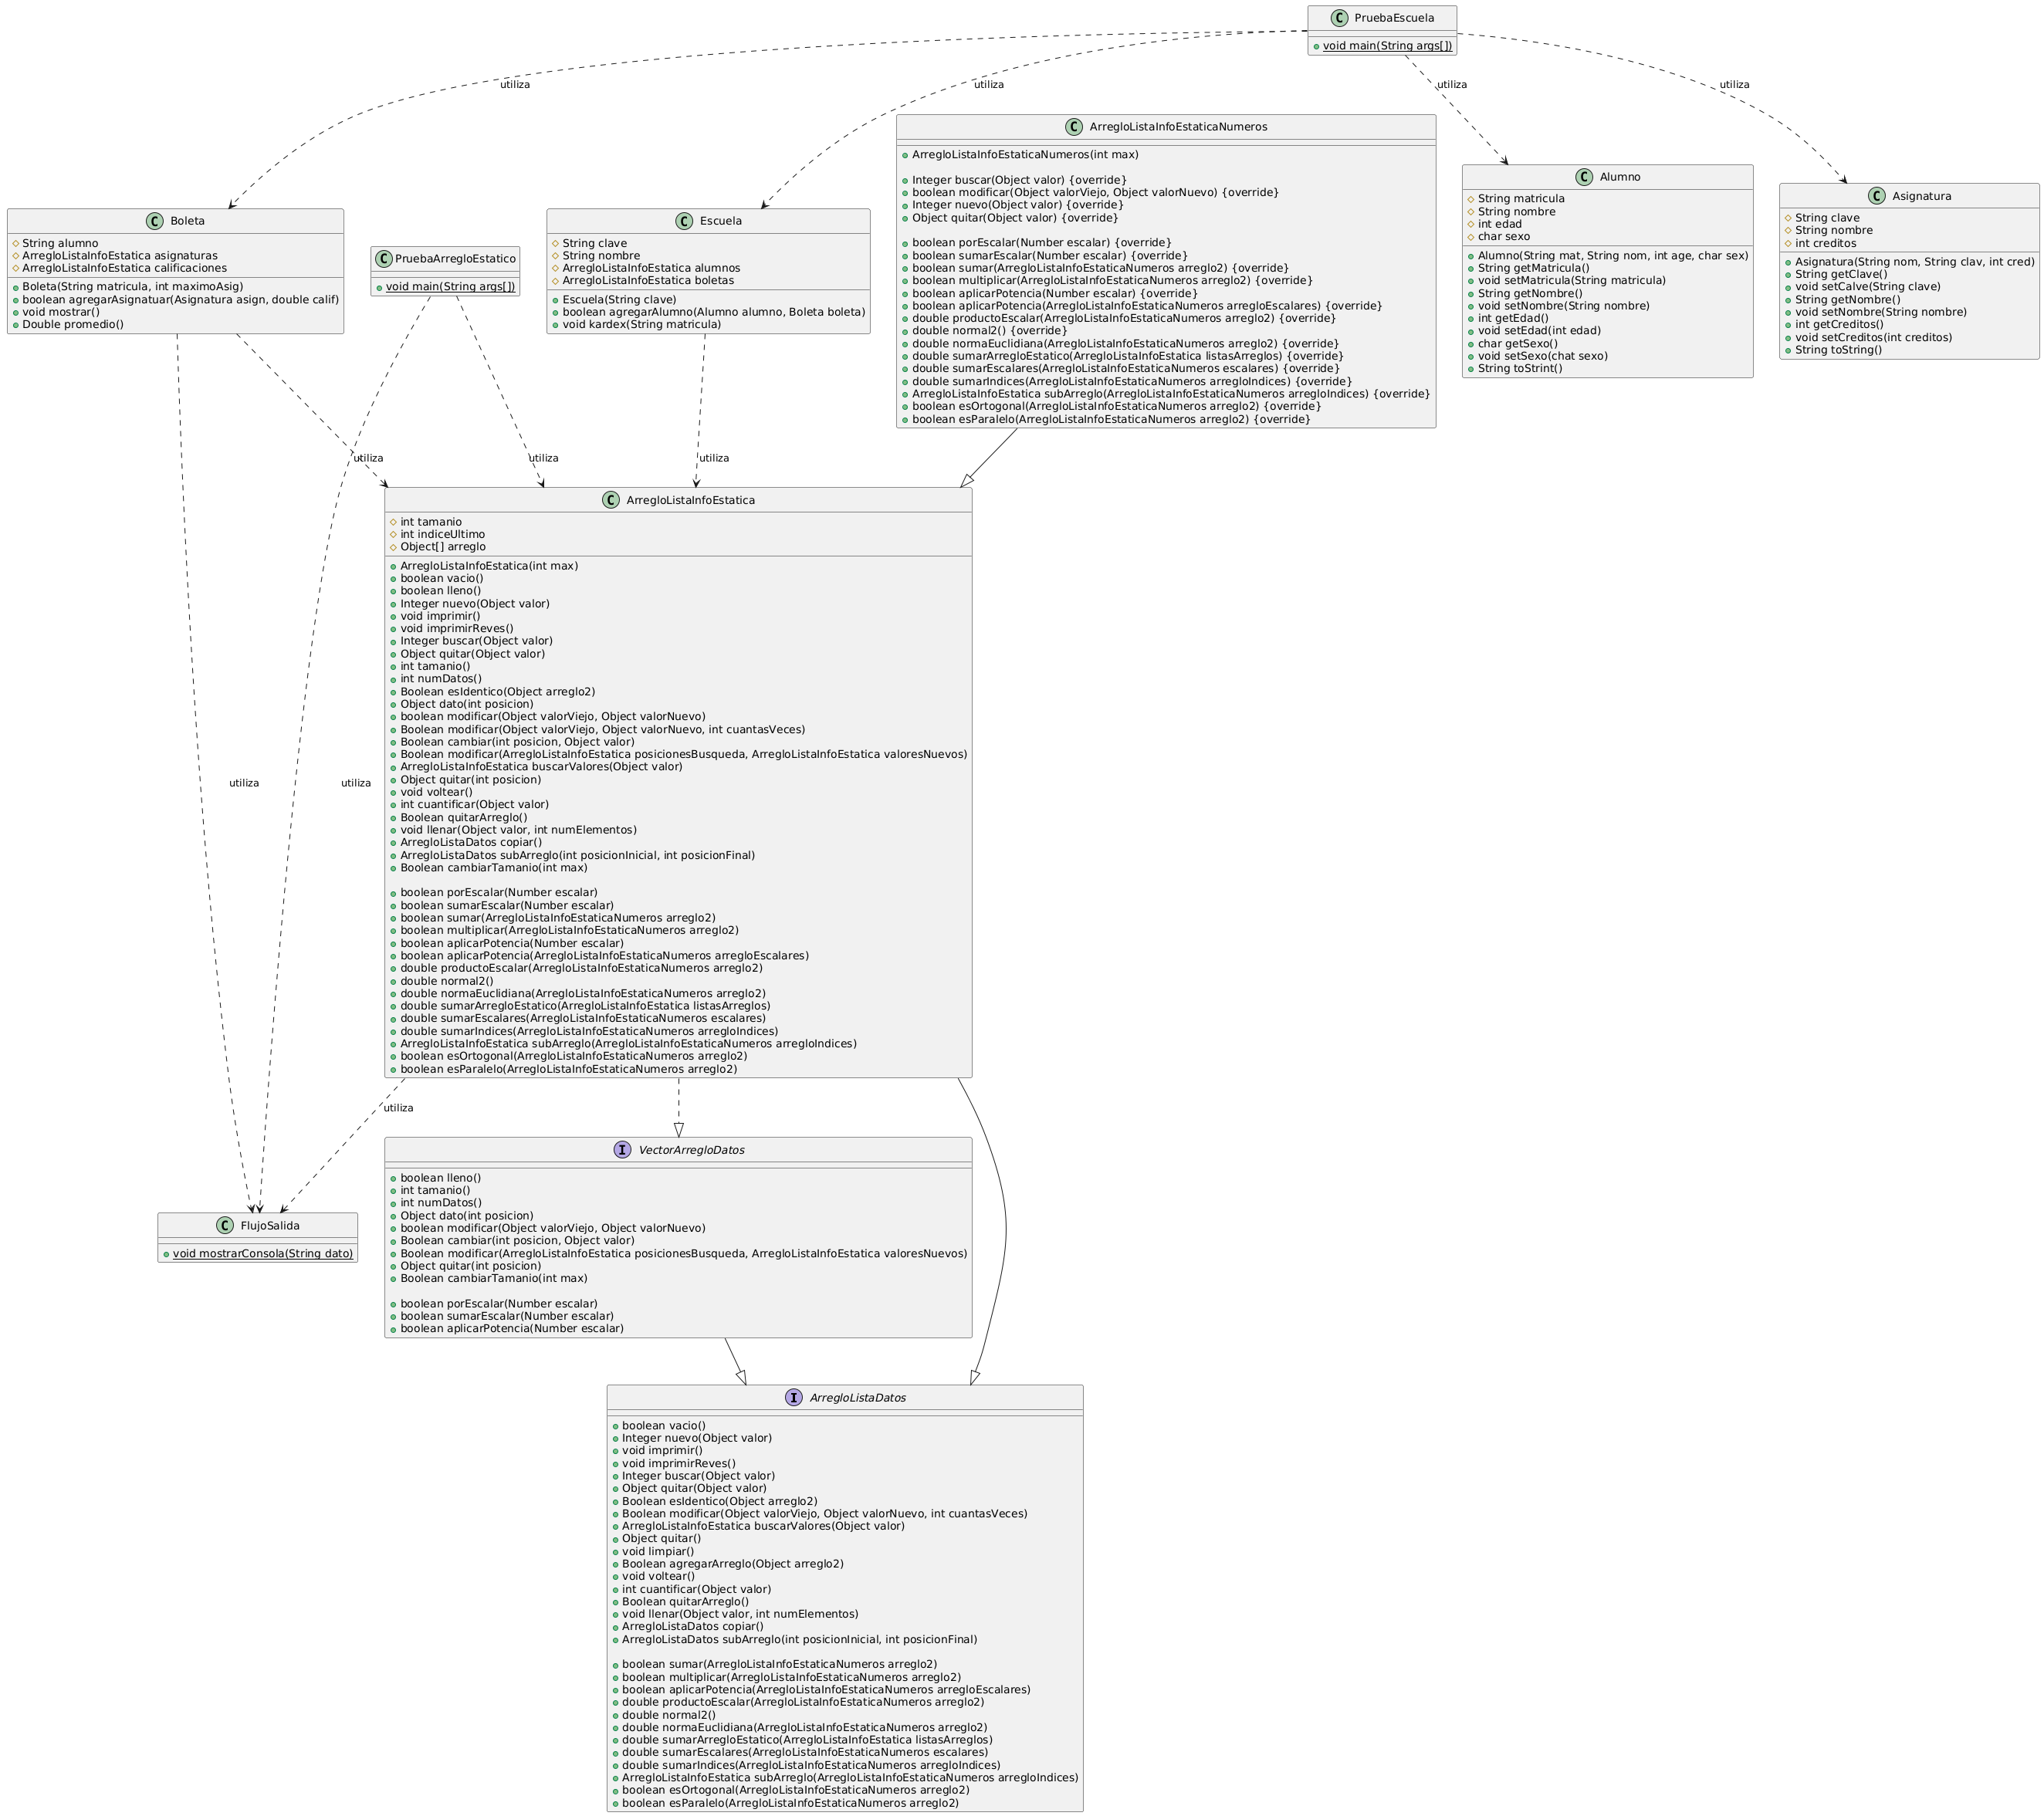 PruebaEscuela
void main(String args[])
utiliza
utiliza
utiliza
utiliza
ArregloListaInfoEstaticaNumeros
ArregloListaInfoEstaticaNumeros(int max)
Integer buscar(Object valor) {override}
boolean modificar(Object valorViejo, Object valorNuevo) {override}
Integer nuevo(Object valor) {override}
Object quitar(Object valor) {override}
boolean porEscalar(Number escalar) {override}
boolean sumarEscalar(Number escalar) {override}
boolean sumar(ArregloListaInfoEstaticaNumeros arreglo2) {override}
boolean multiplicar(ArregloListaInfoEstaticaNumeros arreglo2) {override}
boolean aplicarPotencia(Number escalar) {override}
boolean aplicarPotencia(ArregloListaInfoEstaticaNumeros arregloEscalares) {override}
double productoEscalar(ArregloListaInfoEstaticaNumeros arreglo2) {override}
double normal2() {override}
double normaEuclidiana(ArregloListaInfoEstaticaNumeros arreglo2) {override}
double sumarArregloEstatico(ArregloListaInfoEstatica listasArreglos) {override}
double sumarEscalares(ArregloListaInfoEstaticaNumeros escalares) {override}
double sumarIndices(ArregloListaInfoEstaticaNumeros arregloIndices) {override}
ArregloListaInfoEstatica subArreglo(ArregloListaInfoEstaticaNumeros arregloIndices) {override}
boolean esOrtogonal(ArregloListaInfoEstaticaNumeros arreglo2) {override}
boolean esParalelo(ArregloListaInfoEstaticaNumeros arreglo2) {override}
Alumno
String matricula
String nombre
int edad
char sexo
Alumno(String mat, String nom, int age, char sex)
String getMatricula()
void setMatricula(String matricula)
String getNombre()
void setNombre(String nombre)
int getEdad()
void setEdad(int edad)
char getSexo()
void setSexo(chat sexo)
String toStrint()
Asignatura
String clave
String nombre
int creditos
Asignatura(String nom, String clav, int cred)
String getClave()
void setCalve(String clave)
String getNombre()
void setNombre(String nombre)
int getCreditos()
void setCreditos(int creditos)
String toString()
Boleta
String alumno
ArregloListaInfoEstatica asignaturas
ArregloListaInfoEstatica calificaciones
Boleta(String matricula, int maximoAsig)
boolean agregarAsignatuar(Asignatura asign, double calif)
void mostrar()
Double promedio()
PruebaArregloEstatico
void main(String args[])
Escuela
String clave
String nombre
ArregloListaInfoEstatica alumnos
ArregloListaInfoEstatica boletas
Escuela(String clave)
boolean agregarAlumno(Alumno alumno, Boleta boleta)
void kardex(String matricula)
utiliza
utiliza
utiliza
ArregloListaInfoEstatica
int tamanio
int indiceUltimo
Object[] arreglo
ArregloListaInfoEstatica(int max)
boolean vacio()
boolean lleno()
Integer nuevo(Object valor)
void imprimir()
void imprimirReves()
Integer buscar(Object valor)
Object quitar(Object valor)
int tamanio()
int numDatos()
Boolean esIdentico(Object arreglo2)
Object dato(int posicion)
boolean modificar(Object valorViejo, Object valorNuevo)
Boolean modificar(Object valorViejo, Object valorNuevo, int cuantasVeces)
Boolean cambiar(int posicion, Object valor)
Boolean modificar(ArregloListaInfoEstatica posicionesBusqueda, ArregloListaInfoEstatica valoresNuevos)
ArregloListaInfoEstatica buscarValores(Object valor)
Object quitar(int posicion)
void voltear()
int cuantificar(Object valor)
Boolean quitarArreglo()
void llenar(Object valor, int numElementos)
ArregloListaDatos copiar()
ArregloListaDatos subArreglo(int posicionInicial, int posicionFinal)
Boolean cambiarTamanio(int max)
boolean porEscalar(Number escalar)
boolean sumarEscalar(Number escalar)
boolean sumar(ArregloListaInfoEstaticaNumeros arreglo2)
boolean multiplicar(ArregloListaInfoEstaticaNumeros arreglo2)
boolean aplicarPotencia(Number escalar)
boolean aplicarPotencia(ArregloListaInfoEstaticaNumeros arregloEscalares)
double productoEscalar(ArregloListaInfoEstaticaNumeros arreglo2)
double normal2()
double normaEuclidiana(ArregloListaInfoEstaticaNumeros arreglo2)
double sumarArregloEstatico(ArregloListaInfoEstatica listasArreglos)
double sumarEscalares(ArregloListaInfoEstaticaNumeros escalares)
double sumarIndices(ArregloListaInfoEstaticaNumeros arregloIndices)
ArregloListaInfoEstatica subArreglo(ArregloListaInfoEstaticaNumeros arregloIndices)
boolean esOrtogonal(ArregloListaInfoEstaticaNumeros arreglo2)
boolean esParalelo(ArregloListaInfoEstaticaNumeros arreglo2)
utiliza
utiliza
utiliza
FlujoSalida
void mostrarConsola(String dato)
VectorArregloDatos
boolean lleno()
int tamanio()
int numDatos()
Object dato(int posicion)
boolean modificar(Object valorViejo, Object valorNuevo)
Boolean cambiar(int posicion, Object valor)
Boolean modificar(ArregloListaInfoEstatica posicionesBusqueda, ArregloListaInfoEstatica valoresNuevos)
Object quitar(int posicion)
Boolean cambiarTamanio(int max)
boolean porEscalar(Number escalar)
boolean sumarEscalar(Number escalar)
boolean aplicarPotencia(Number escalar)
ArregloListaDatos
boolean vacio()
Integer nuevo(Object valor)
void imprimir()
void imprimirReves()
Integer buscar(Object valor)
Object quitar(Object valor)
Boolean esIdentico(Object arreglo2)
Boolean modificar(Object valorViejo, Object valorNuevo, int cuantasVeces)
ArregloListaInfoEstatica buscarValores(Object valor)
Object quitar()
void limpiar()
Boolean agregarArreglo(Object arreglo2)
void voltear()
int cuantificar(Object valor)
Boolean quitarArreglo()
void llenar(Object valor, int numElementos)
ArregloListaDatos copiar()
ArregloListaDatos subArreglo(int posicionInicial, int posicionFinal)
boolean sumar(ArregloListaInfoEstaticaNumeros arreglo2)
boolean multiplicar(ArregloListaInfoEstaticaNumeros arreglo2)
boolean aplicarPotencia(ArregloListaInfoEstaticaNumeros arregloEscalares)
double productoEscalar(ArregloListaInfoEstaticaNumeros arreglo2)
double normal2()
double normaEuclidiana(ArregloListaInfoEstaticaNumeros arreglo2)
double sumarArregloEstatico(ArregloListaInfoEstatica listasArreglos)
double sumarEscalares(ArregloListaInfoEstaticaNumeros escalares)
double sumarIndices(ArregloListaInfoEstaticaNumeros arregloIndices)
ArregloListaInfoEstatica subArreglo(ArregloListaInfoEstaticaNumeros arregloIndices)
boolean esOrtogonal(ArregloListaInfoEstaticaNumeros arreglo2)
boolean esParalelo(ArregloListaInfoEstaticaNumeros arreglo2)